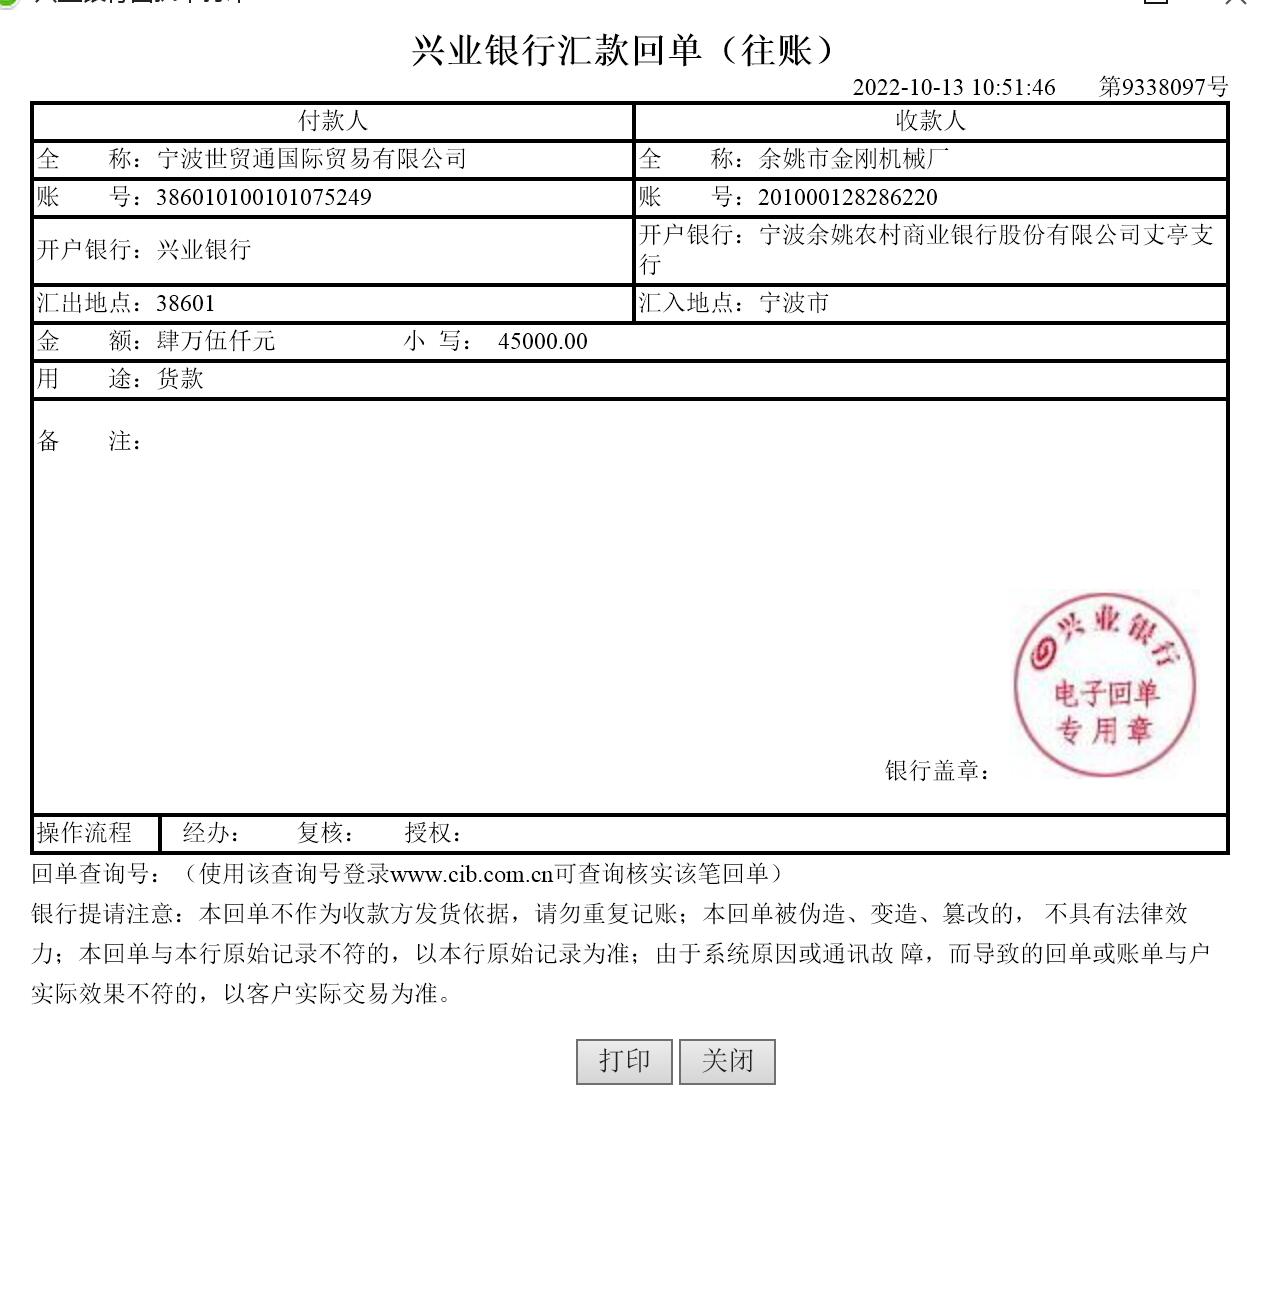 兴业银行汇款回单（往账）
2022-10-13 10:51:46 第9338097号
付款人 收款人
全 称：宁波世贸通国际贸易有限公司 全 称：余姚市金刚机械厂
账 号：386010100101075249 账 号：201000128286220
开户银行：兴业银行 开户银行：宁波余姚农村商业银行股份有限公司丈亭支
行
汇出地点：38601 汇入地点：宁波市
金 额：肆万伍仟元 小 写： 45000.00
用 途：货款
备 注：
兴业银行
电子回单
专用章
银行盖章：
操作流程 经办： 复核： 授权：
回单查询号：（使用该查询号登录www.cib.com.cn可查询核实该笔回单）
银行提请注意：本回单不作为收款方发货依据，请勿重复记账；本回单被伪造、变造、篡改的， 不具有法律效
力；本回单与本行原始记录不符的，以本行原始记录为准；由于系统原因或通讯故 障，而导致的回单或账单与户
实际效果不符的，以客户实际交易为准。
打印 关闭